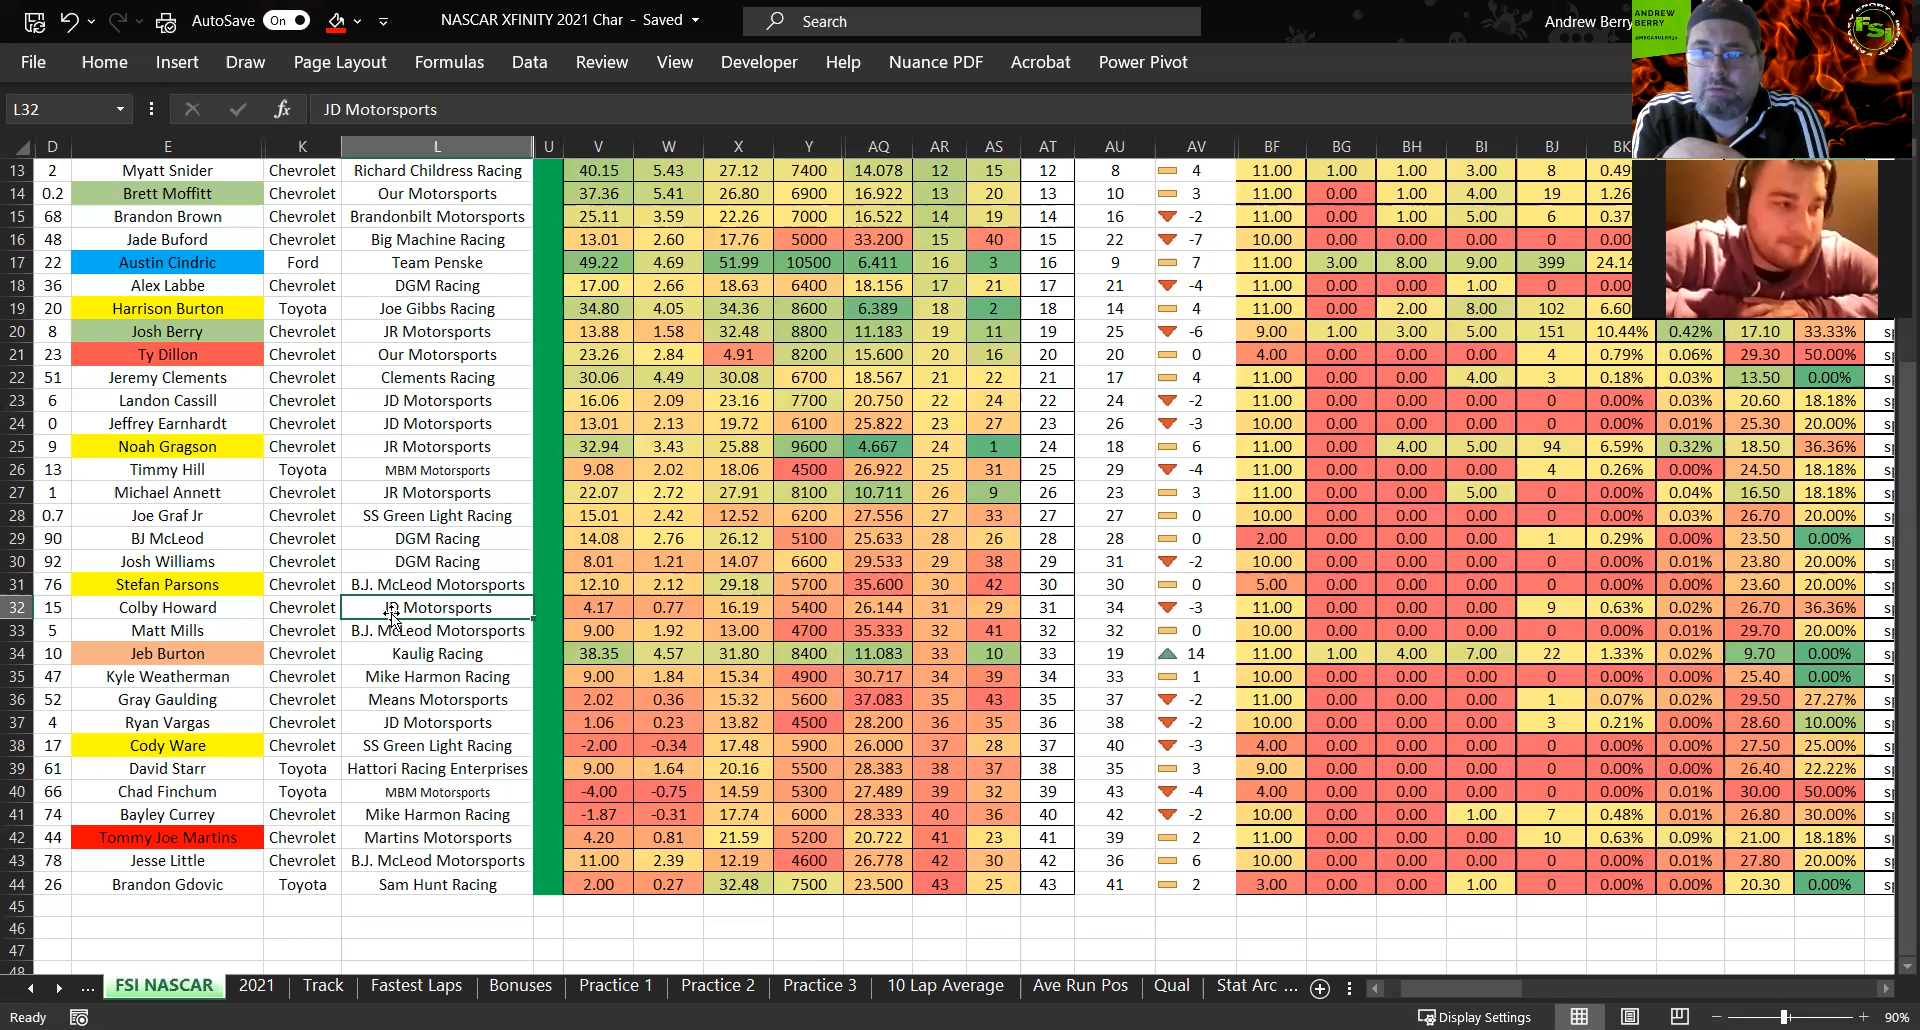 AutoSave On NASCAR XFINITY 2021 Char - Saved Search Andrew Berry
ANDREW
BERRY
FSi
File Home Insert Draw Page Layout Formulas Data Review View Developer Help Nuance PDF Acrobat Power Pivot
L32 fx JD Motorsports
D E K L U V W X Y AQ AR AS AT AU AV BF BG BH BI BJ BK
13 2 Myatt Snider Chevrolet Richard Childress Racing 40.15 5.43 27.12 7400 14.078 12 15 12 8 4 11.00 1.00 1.00 3.00 8 0.49
14 0.2 Brett Moffitt Chevrolet Our Motorsports 37.36 5.41 26.80 6900 16.922 13 20 13 10 3 11.00 0.00 1.00 4.00 19 1.26
15 68 Brandon Brown Chevrolet Brandonbilt Motorsports 25.11 3.59 22.26 7000 16.522 14 19 14 16 -2 11.00 0.00 1.00 5.00 6 0.37
16 48 Jade Buford Chevrolet Big Machine Racing 13.01 2.60 17.76 5000 33.200 15 40 15 22 -7 10.00 0.00 0.00 0.00 0 0.00
17 22 Austin Cindric Ford Team Penske 49.22 4.69 51.99 10500 6.411 16 3 16 9 7 11.00 3.00 8.00 9.00 399 24.14
18 36 Alex Labbe Chevrolet DGM Racing 17.00 2.66 18.63 6400 18.156 17 21 17 21 -4 11.00 0.00 0.00 1.00 0 0.00
19 20 Harrison Burton Toyota Joe Gibbs Racing 34.80 4.05 34.36 8600 6.389 18 2 18 14 4 11.00 0.00 2.00 8.00 102 6.60
20 8 Josh Berry Chevrolet JR Motorsports 13.88 1.58 32.48 8800 11.183 19 11 19 25 -6 9.00 1.00 3.00 5.00 151 10.44% 0.42% 17.10 33.33%
21 23 Ty Dillon Chevrolet Our Motorsports 23.26 2.84 4.91 8200 15.600 20 16 20 20 0 4.00 0.00 0.00 0.00 4 0.79% 0.06% 29.30 50.00%
22 51 Jeremy Clements Chevrolet Clements Racing 30.06 4.49 30.08 6700 18.567 21 22 21 17 4 11.00 0.00 0.00 4.00 3 0.18% 0.03% 13.50 0.00%
23 6 Landon Cassill Chevrolet JD Motorsports 16.06 2.09 23.16 7700 20.750 22 24 22 24 -2 11.00 0.00 0.00 0.00 0 0.00% 0.03% 20.60 18.18%
24 0 Jeffrey Earnhardt Chevrolet JD Motorsports 13.01 2.13 19.72 6100 25.822 23 27 23 26 -3 10.00 0.00 0.00 0.00 0 0.00% 0.01% 25.30 20.00%
25 9 Noah Gragson Chevrolet JR Motorsports 32.94 3.43 25.88 9600 4.667 24 1 24 18 6 11.00 0.00 4.00 5.00 94 6.59% 0.32% 18.50 36.36%
26 13 Timmy Hill Toyota MBM Motorsports 9.08 2.02 18.06 4500 26.922 25 31 25 29 -4 11.00 0.00 0.00 0.00 4 0.26% 0.00% 24.50 18.18%
27 1 Michael Annett Chevrolet JR Motorsports 22.07 2.72 27.91 8100 10.711 26 9 26 23 3 11.00 0.00 0.00 5.00 0 0.00% 0.04% 16.50 18.18%
28 0.7 Joe Graf Jr Chevrolet SS Green Light Racing 15.01 2.42 12.52 6200 27.556 27 33 27 27 0 10.00 0.00 0.00 0.00 0 0.00% 0.03% 26.70 20.00%
29 90 BJ McLeod Chevrolet DGM Racing 14.08 2.76 26.12 5100 25.633 28 26 28 28 0 2.00 0.00 0.00 0.00 1 0.29% 0.00% 23.50 0.00%
30 92 Josh Williams Chevrolet DGM Racing 8.01 1.21 14.07 6600 29.533 29 38 29 31 -2 10.00 0.00 0.00 0.00 0 0.00% 0.01% 23.80 20.00%
31 76 Stefan Parsons Chevrolet B.J. McLeod Motorsports 12.10 2.12 29.18 5700 35.600 30 42 30 30 0 5.00 0.00 0.00 0.00 0 0.00% 0.00% 23.60 20.00%
32 15 Colby Howard Chevrolet JD Motorsports 4.17 0.77 16.19 5400 26.144 31 29 31 34 -3 11.00 0.00 0.00 0.00 9 0.63% 0.02% 26.70 36.36%
33 5 Matt Mills Chevrolet B.J. McLeod Motorsports 9.00 1.92 13.00 4700 35.333 32 41 32 32 0 10.00 0.00 0.00 0.00 0 0.00% 0.01% 29.70 20.00%
34 10 Jeb Burton Chevrolet Kaulig Racing 38.35 4.57 31.80 8400 11.083 33 10 33 19 14 11.00 1.00 4.00 7.00 22 1.33% 0.02% 9.70 0.00%
35 47 Kyle Weatherman Chevrolet Mike Harmon Racing 9.00 1.84 15.34 4900 30.717 34 39 34 33 1 10.00 0.00 0.00 0.00 0 0.00% 0.00% 25.40 0.00%
36 52 Gray Gaulding Chevrolet Means Motorsports 2.02 0.36 15.32 5600 37.083 35 43 35 37 -2 11.00 0.00 0.00 0.00 1 0.07% 0.02% 29.50 27.27%
37 4 Ryan Vargas Chevrolet JD Motorsports 1.06 0.23 13.82 4500 28.200 36 35 36 38 -2 10.00 0.00 0.00 0.00 3 0.21% 0.00% 28.60 10.00%
38 17 Cody Ware Chevrolet SS Green Light Racing -2.00 -0.34 17.48 5900 26.000 37 28 37 40 -3 4.00 0.00 0.00 0.00 0 0.00% 0.00% 27.50 25.00%
39 61 David Starr Toyota Hattori Racing Enterprises 9.00 1.64 20.16 5500 28.383 38 37 38 35 3 9.00 0.00 0.00 0.00 0 0.00% 0.00% 26.40 22.22%
40 66 Chad Finchum Toyota MBM Motorsports -4.00 -0.75 14.59 5300 27.489 39 32 39 43 -4 4.00 0.00 0.00 0.00 0 0.00% 0.01% 30.00 50.00%
41 74 Bayley Currey Chevrolet Mike Harmon Racing -1.87 -0.31 17.74 6000 28.333 40 36 40 42 -2 10.00 0.00 0.00 1.00 7 0.48% 0.01% 26.80 30.00%
42 44 Tommy Joe Martins Chevrolet Martins Motorsports 4.20 0.81 21.59 5200 20.722 41 23 41 39 2 11.00 0.00 0.00 0.00 10 0.63% 0.09% 21.00 18.18%
43 78 Jesse Little Chevrolet B.J. McLeod Motorsports 11.00 2.39 12.19 4600 26.778 42 30 42 36 6 10.00 0.00 0.00 0.00 0 0.00% 0.01% 27.80 20.00%
44 26 Brandon Gdovic Toyota Sam Hunt Racing 2.00 0.27 32.48 7500 23.500 43 25 43 41 2 3.00 0.00 0.00 1.00 0 0.00% 0.00% 20.30 0.00%
45
46
47
48
... FSI NASCAR 2021 Track Fastest Laps Bonuses Practice 1 Practice 2 Practice 3 10 Lap Average Ave Run Pos Qual Stat Arc ...
Ready Display Settings 90%